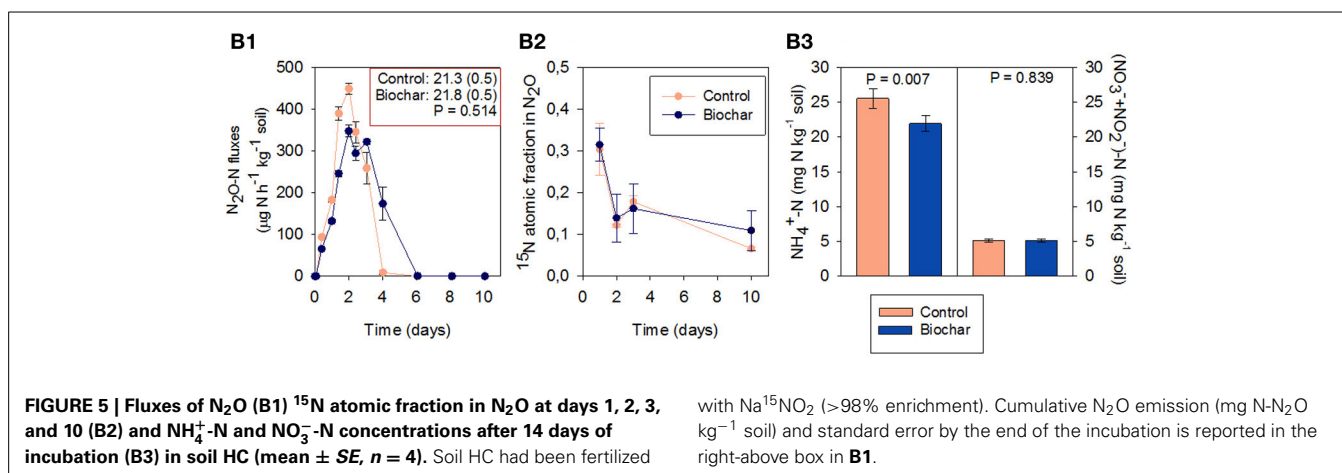 B1
B2
B3
500
400
300
200
100
0
N₂O-N fluxes
(µg N h⁻¹ kg⁻¹ soil)
Control: 21.3 (0.5)
Biochar: 21.8 (0.5)
P = 0.514
0 2 4 6 8 10
Time (days)
0,5
0,4
0,3
0,2
0,1
0,0
¹⁵N atomic fraction in N₂O
Control
Biochar
0 2 4 6 8 10
Time (days)
30
25
20
15
10
5
0
NH₄⁺-N (mg N kg⁻¹ soil)
P = 0.007
P = 0.839
30
25
20
15
10
5
0
(NO₃⁻+NO₂⁻)-N (mg N kg⁻¹ soil)
Control
Biochar
FIGURE 5 | Fluxes of N₂O (B1) ¹⁵N atomic fraction in N₂O at days 1, 2, 3,
and 10 (B2) and NH₄⁺-N and NO₃⁻-N concentrations after 14 days of
incubation (B3) in soil HC (mean ± SE, n = 4). Soil HC had been fertilized
with Na¹⁵NO₂ (>98% enrichment). Cumulative N₂O emission (mg N-N₂O
kg⁻¹ soil) and standard error by the end of the incubation is reported in the
right-above box in B1.